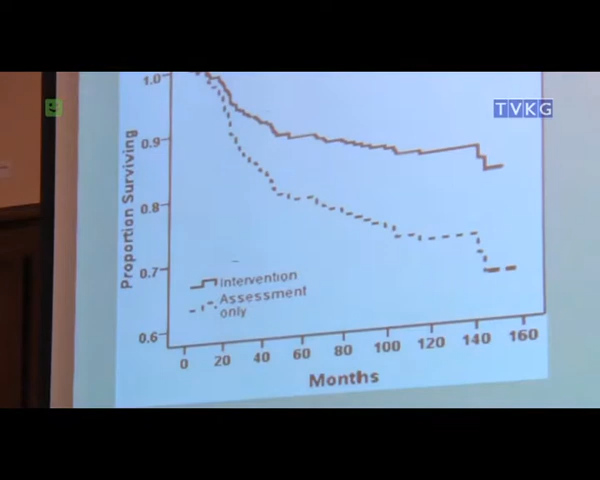 TVKG
1.0
0.9
0.8
0.7
0.6
Proportion Surviving
Intervention
Assessment
only
0 20 40 60 80 100 120 140 160
Months